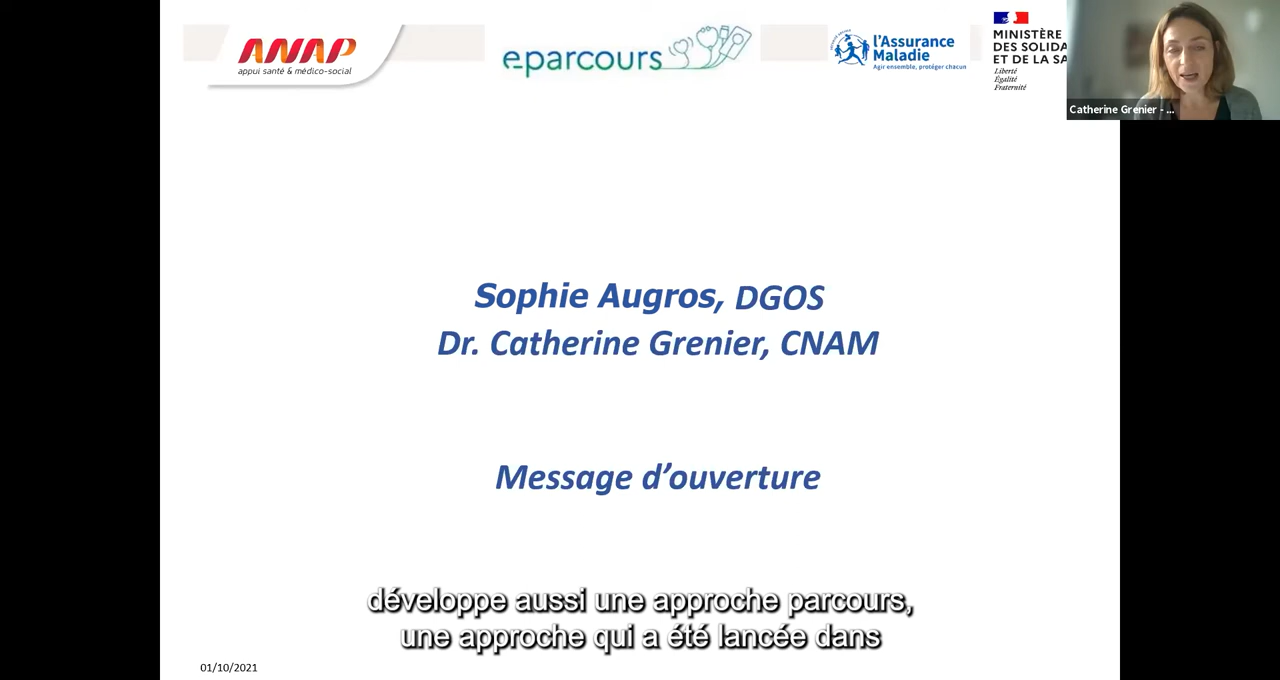 ANAP
appui santé & médico-social
eparcours
l'Assurance
Maladie
Agir ensemble, protéger chacun
MINISTÈRE
DES SOLIDA
ET DE LA SA
Liberté
Égalité
Fraternité
Catherine Grenier - ...
Sophie Augros, DGOS
Dr. Catherine Grenier, CNAM
Message d’ouverture
développe aussi une approche parcours,
une approche qui a été lancée dans
01/10/2021